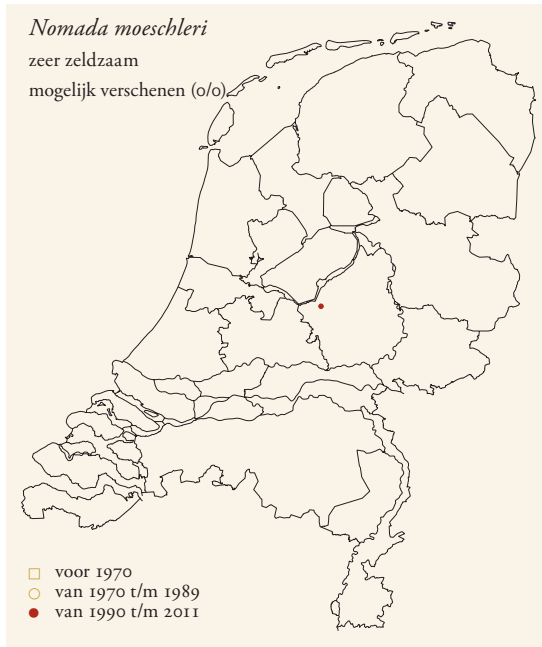 Nomada moeschleri
zeer zeldzaam
mogelijk verschenen (0/0)
voor 1970
van 1970 t/m 1989
van 1990 t/m 2011